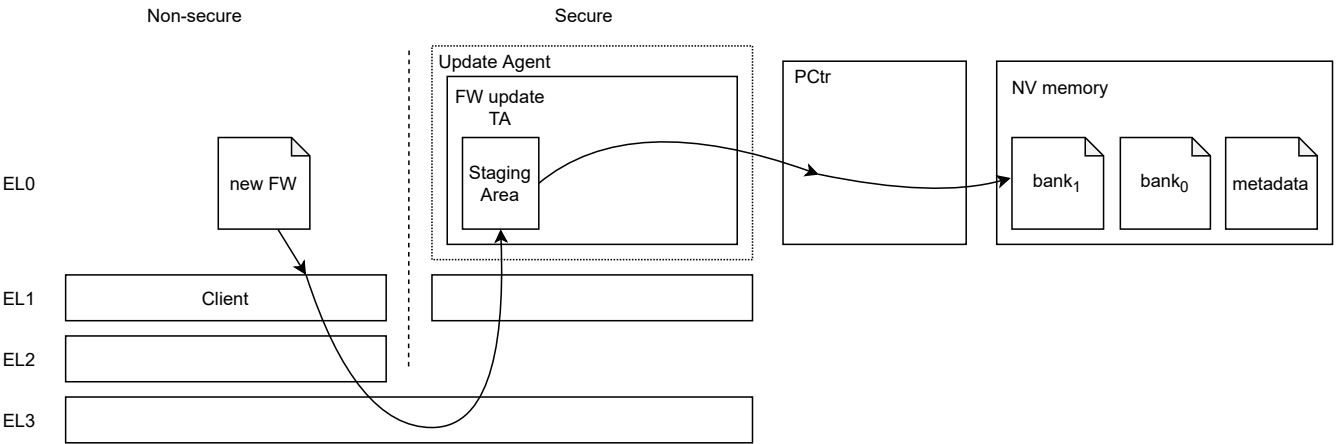 Non-secure
Secure
Update Agent
PCtr
NV memory
FW update
TA
EL0
new FW
Staging
Area
bank₁
bank₀
metadata
EL1
Client
EL2
EL3